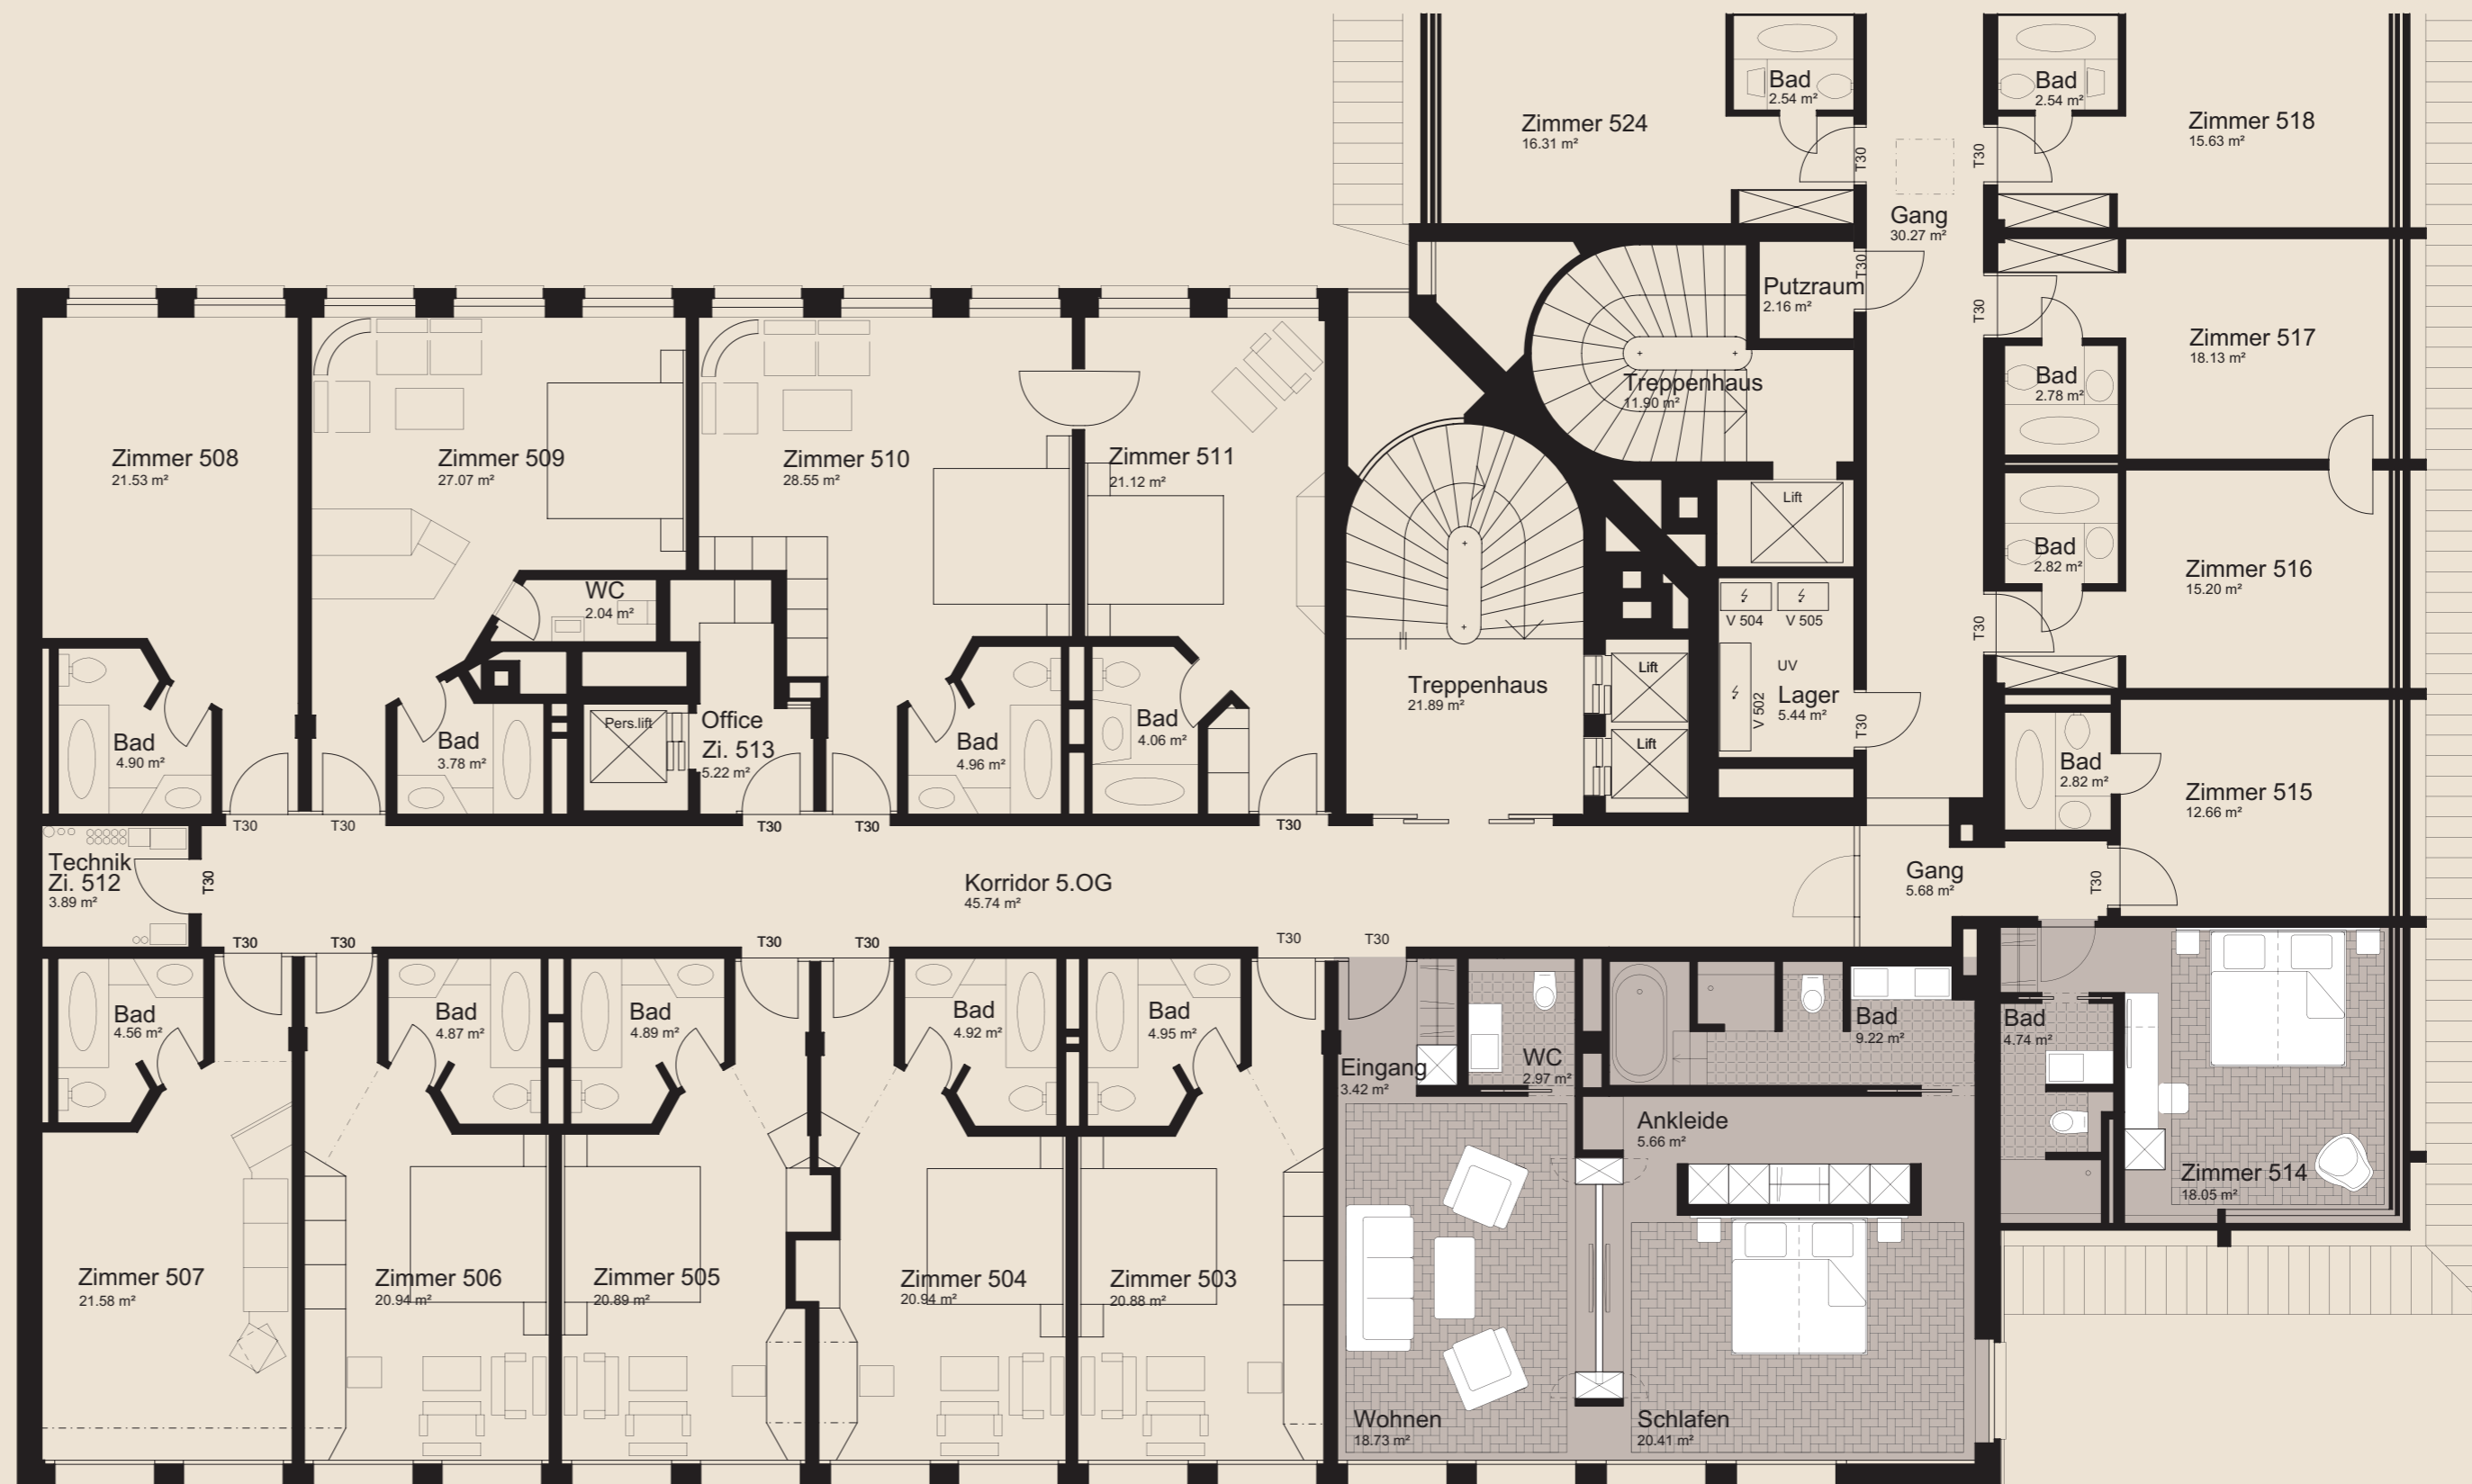 Bad
2.54 m²
Bad
2.54 m²
Zimmer 524
16.31 m²
Zimmer 518
15.63 m²
T30
T30
Gang
30.27 m²
Putzraum
2.16 m²
T30
T30
Zimmer 517
18.13 m²
Treppenhaus
11.90 m²
Bad
2.78 m²
Zimmer 508
21.53 m²
Zimmer 509
27.07 m²
Zimmer 510
28.55 m²
Zimmer 511
21.12 m²
Lift
Bad
2.82 m²
Zimmer 516
15.20 m²
WC
2.04 m²
V 504
V 505
T30
UV
Lager
5.44 m²
V 502
T30
Lift
Treppenhaus
21.89 m²
Lift
Bad
4.90 m²
Bad
3.78 m²
Pers.lift
Office
Zi. 513
5.22 m²
Bad
4.96 m²
Bad
4.06 m²
Bad
2.82 m²
Zimmer 515
12.66 m²
T30
T30
T30
T30
T30
Technik
Zi. 512
3.89 m²
T30
Korridor 5.OG
45.74 m²
Gang
5.68 m²
T30
T30
T30
T30
T30
T30
T30
Bad
4.56 m²
Bad
4.87 m²
Bad
4.89 m²
Bad
4.92 m²
Bad
4.95 m²
Eingang
3.42 m²
WC
2.97 m²
Bad
9.22 m²
Bad
4.74 m²
Ankleide
5.66 m²
Zimmer 514
18.05 m²
Zimmer 507
21.58 m²
Zimmer 506
20.94 m²
Zimmer 505
20.89 m²
Zimmer 504
20.94 m²
Zimmer 503
20.88 m²
Wohnen
18.73 m²
Schlafen
20.41 m²